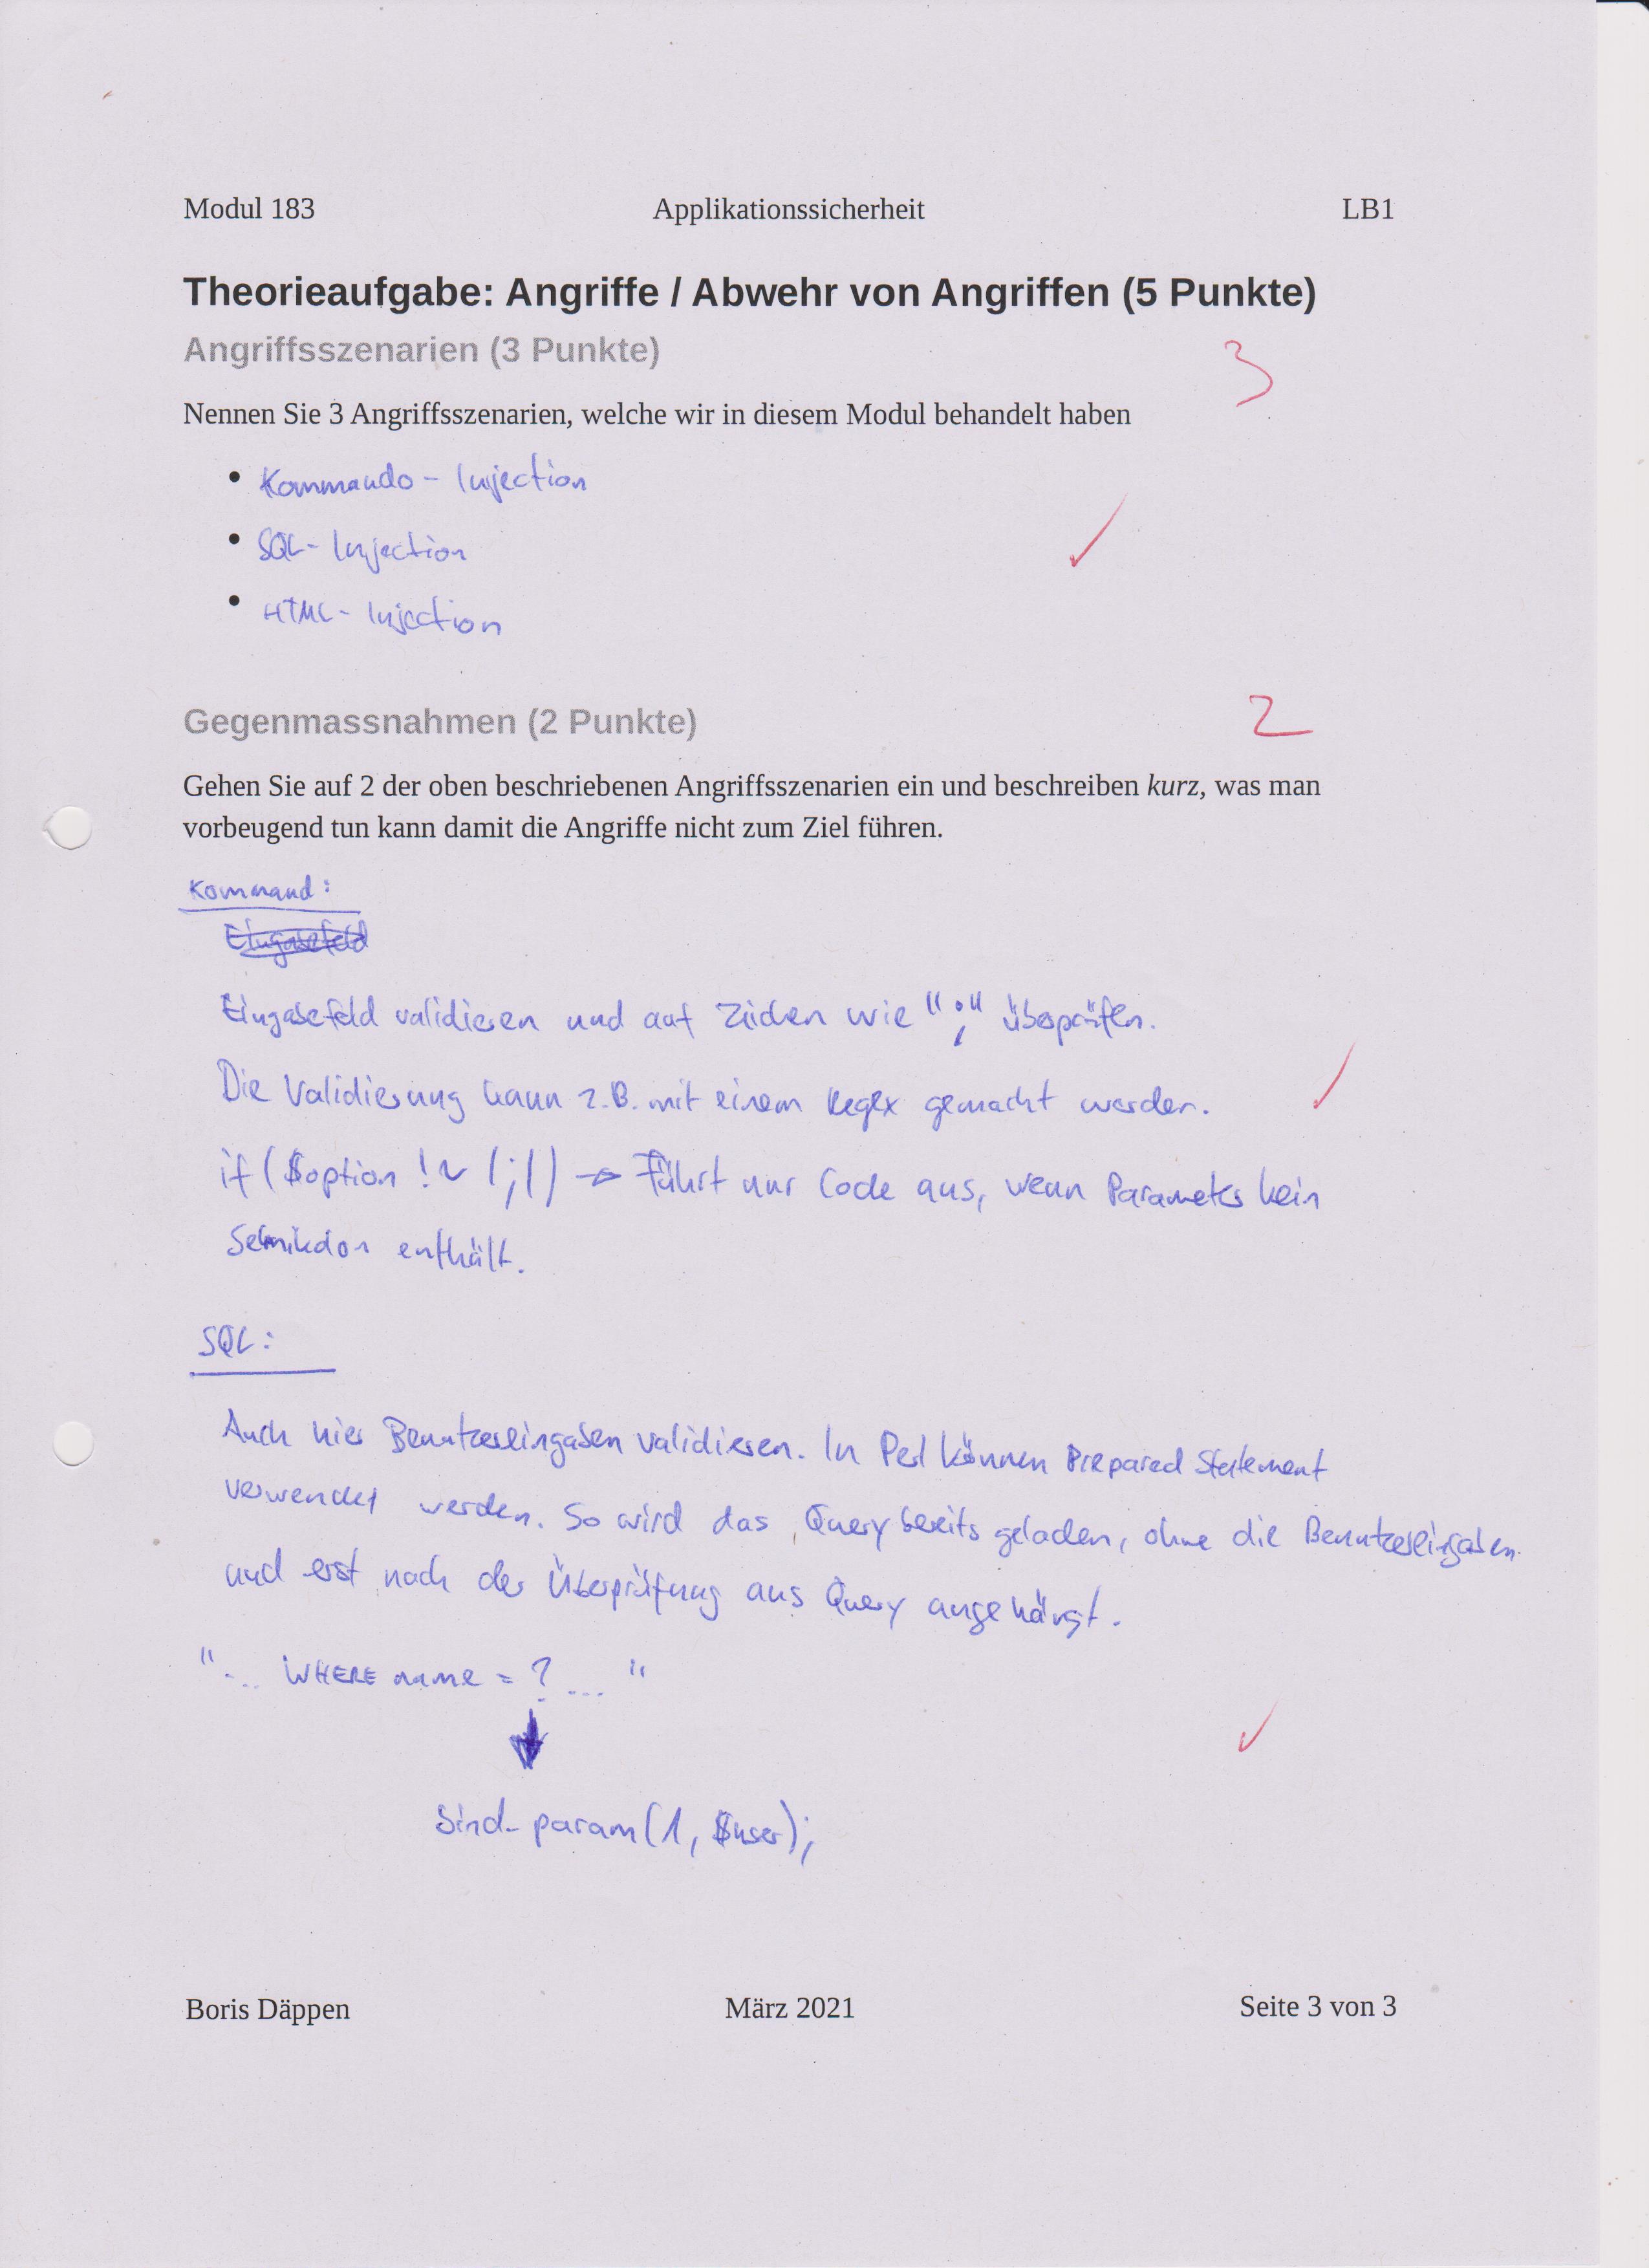 Modul 183 Applikationssicherheit LB1
Theorieaufgabe: Angriffe / Abwehr von Angriffen (5 Punkte)
Angriffsszenarien (3 Punkte) 3
Nennen Sie 3 Angriffsszenarien, welche wir in diesem Modul behandelt haben
• Kommando - Injection
• SQL - Injection
• HTML - Injection
Gegenmassnahmen (2 Punkte) 2
Gehen Sie auf 2 der oben beschriebenen Angriffsszenarien ein und beschreiben kurz, was man
vorbeugend tun kann damit die Angriffe nicht zum Ziel führen.
Kommand:
Eingabefeld
Eingabefeld validieren und auf Zeichen wie ";" überprüfen.
Die Validierung kann z.B. mit einem Regex gemacht werden.
if ($option !~ /;/) → Führt nur Code aus, wenn Parameter kein
enthält.
SQL:
Auch hier Benutzereingaben validieren. In Perl können Prepared Statement
verwendet werden. So wird das Query bereits geladen, ohne die Benutzereingaben
und erst nach der Überprüfung ans Query angehängt.
"... WHERE name = ? ... "
bind_param(1, $user);
Boris Däppen März 2021 Seite 3 von 3